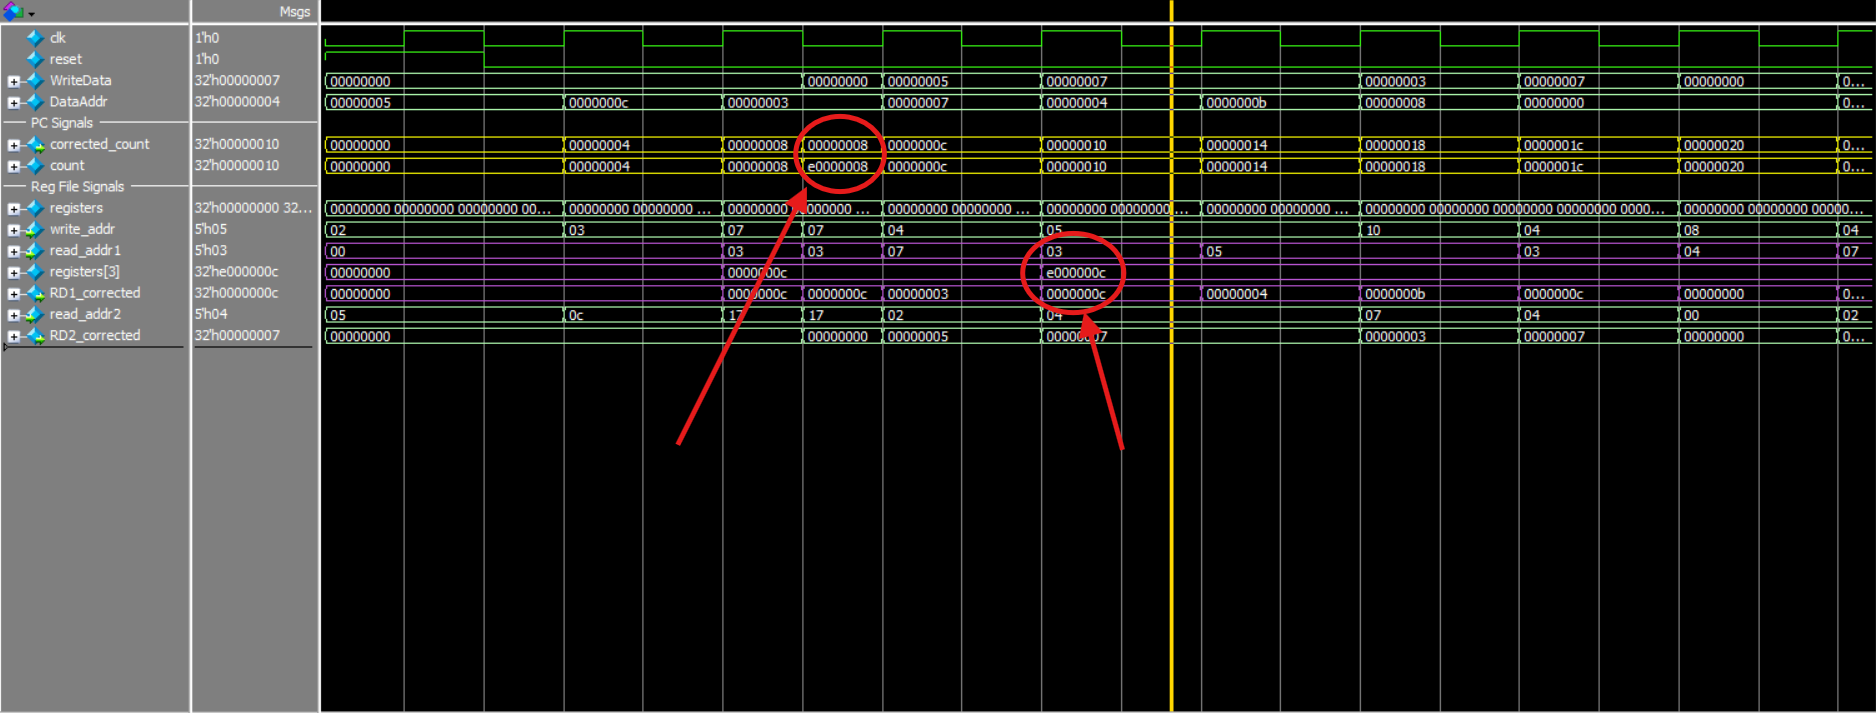 Msgs
clk 1'h0
reset 1'h0
WriteData 32'h00000007 00000000 00000000 00000005 00000007 00000003 00000007 00000000 0...
DataAddr 32'h00000004 00000005 0000000c 00000003 00000007 00000004 0000000b 00000008 00000000 0...
PC Signals
corrected_count 32'h00000010 00000000 00000004 00000008 00000008 0000000c 00000010 00000014 00000018 0000001c 00000020 0...
count 32'h00000010 00000000 00000004 00000008 e0000008 0000000c 00000010 00000014 00000018 0000001c 00000020 0...
Reg File Signals
registers 32'h00000000 32... 00000000 00000000 00000000 00... 00000000 00000000 ... 00000000 000000 ... 00000000 00000000 ... 00000000 00000000 ... 00000000 00000000 ... 00000000 00000000 00000000 00000000 0000... 00000000 00000000 00000...
write_addr 5'h05 02 03 07 07 04 05 10 04 08 04
read_addr1 5'h03 00 03 03 07 03 05 03 04 07
registers[3] 32'he000000c 00000000 0000000c e000000c
RD1_corrected 32'h0000000c 00000000 0000000c 0000000c 00000003 0000000c 00000004 0000000b 0000000c 00000000 0...
read_addr2 5'h04 05 0c 17 17 02 04 07 04 00 02
RD2_corrected 32'h00000007 00000000 00000000 00000005 00000007 00000003 00000007 00000000 0...